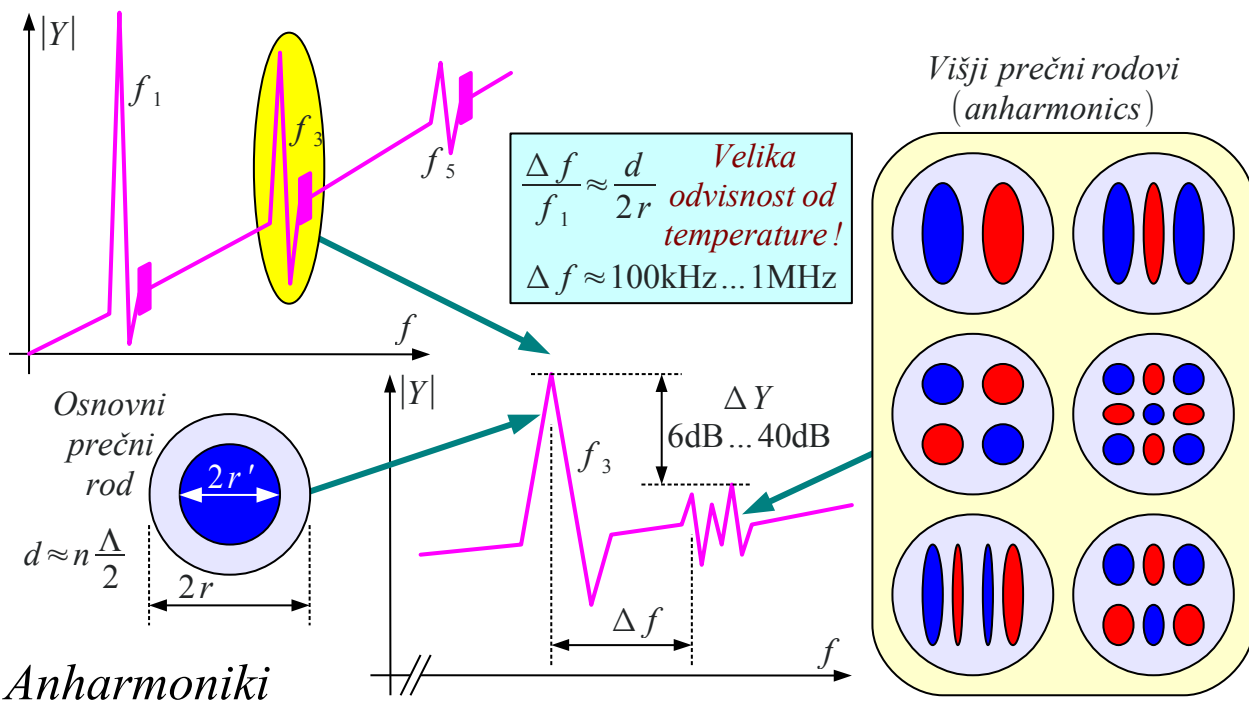 |Y|
f₁
f₃
f₅
f
Δf/f₁ ≈ d/2r
Velika
odvisnost od
temperature!
Δf ≈ 100kHz...1MHz
Višji prečni rodovi
(anharmonics)
Osnovni
prečni
rod
2r'
d ≈ n Λ/2
2r
|Y|
f₃
ΔY
6dB...40dB
Δf
f
Anharmoniki